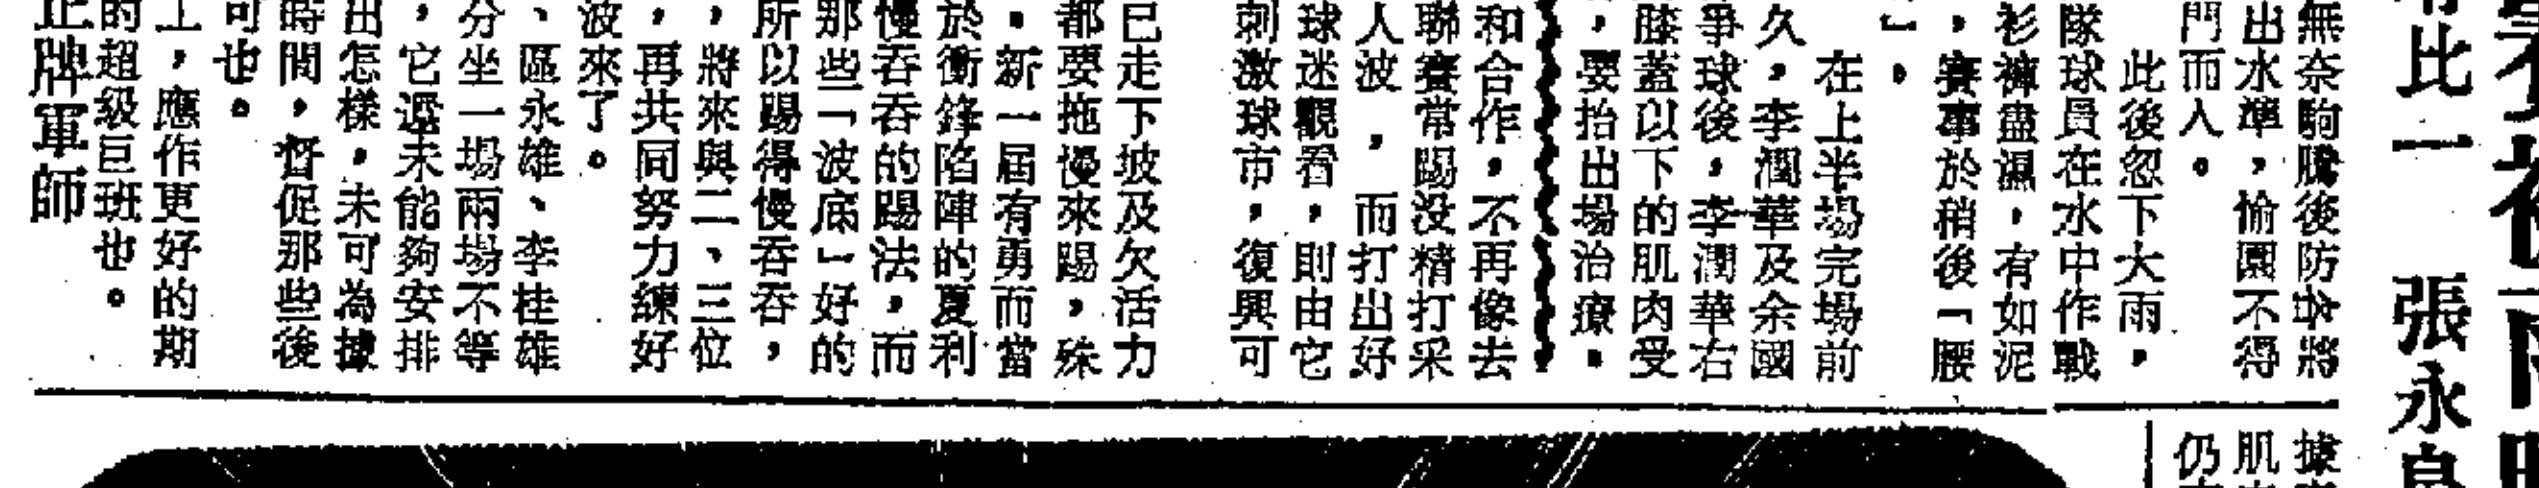 比一　張永良
無奈駒騰後防將
出水準，愉園不得
門而入。
此後忽下大雨，
隊球員在水中作戰
衫褲盡濕，有如泥
，賽事於稍後「腰
」。
在上半場完場前
久，李潤華及余國
爭球後，李潤華右
膝蓋以下的肌肉受
，要抬出場治療。
和合作，不再像去
聯賽常踢没精打采
人波，而打出好
球迷觀看，則由它
刺激球市，復興可
已走下坡及欠活力
都要拖慢來踢，殊
。新一屆有勇而當
於衝鋒陷陣的夏利
慢吞吞的踢法，而
那些「波底」好的
所以踢得慢吞吞，
，將來與二、三位
，再共同努力練好
波來了。
、區永雄、李桂雄
分坐一場兩場不等
，它還未能夠安排
出怎樣，未可為據
時間，督促那些後
可也。
上，應作更好的期
的超級巨班也。
正牌軍師
據
肌
仍